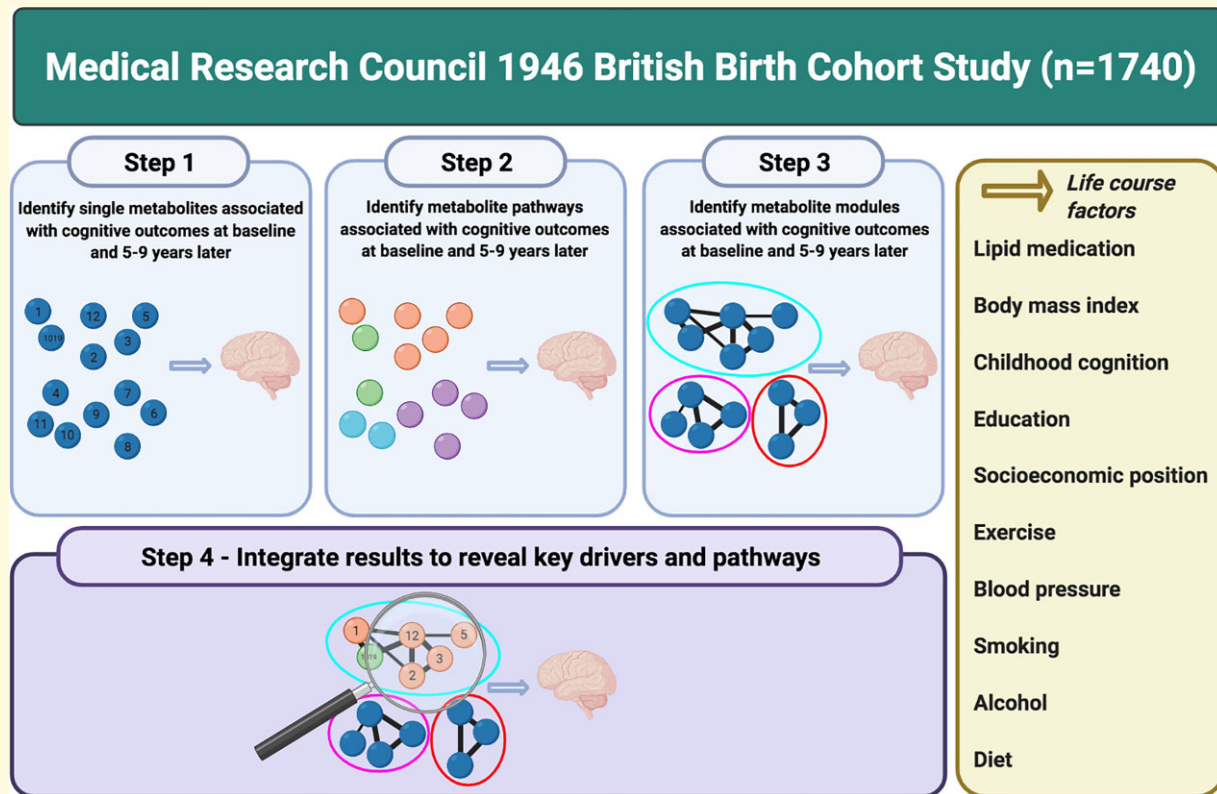 Medical Research Council 1946 British Birth Cohort Study (n=1740)
Step 1
Identify single metabolites associated
with cognitive outcomes at baseline
and 5-9 years later
1
12
5
1019
3
2
4
7
9
6
11
10
8
Step 2
Identify metabolite pathways
associated with cognitive outcomes
at baseline and 5-9 years later
Step 3
Identify metabolite modules
associated with cognitive outcomes
at baseline and 5-9 years later
Step 4 - Integrate results to reveal key drivers and pathways
1
12
5
1019
3
2
Life course
factors
Lipid medication
Body mass index
Childhood cognition
Education
Socioeconomic position
Exercise
Blood pressure
Smoking
Alcohol
Diet